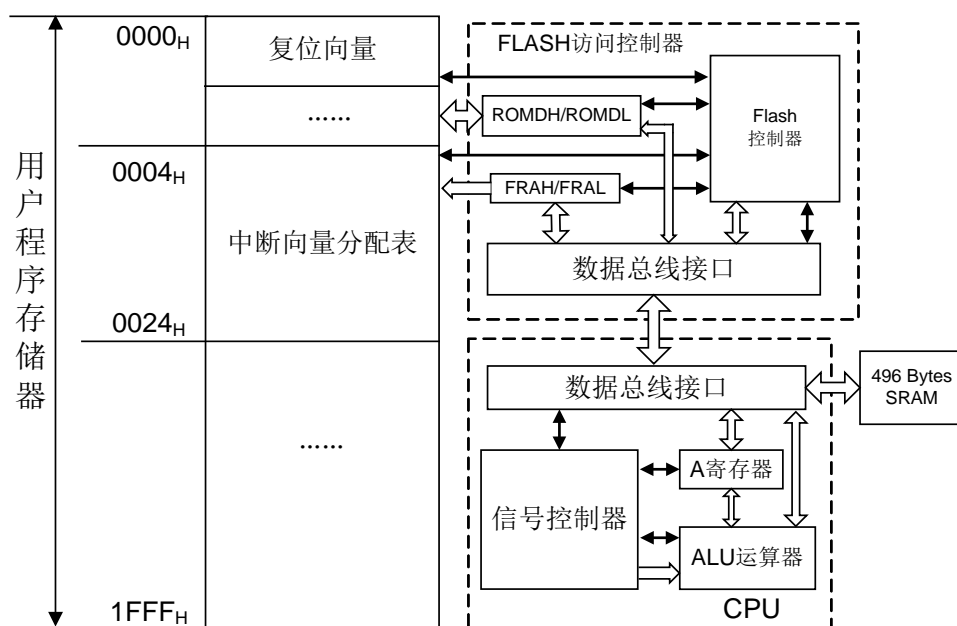 用户程序存储器
0000H
复位向量
......
0004H
中断向量分配表
0024H
......
1FFFH
FLASH访问控制器
ROMDH/ROMDL
Flash
控制器
FRAH/FRAL
数据总线接口
数据总线接口
496 Bytes
SRAM
A寄存器
信号控制器
ALU运算器
CPU